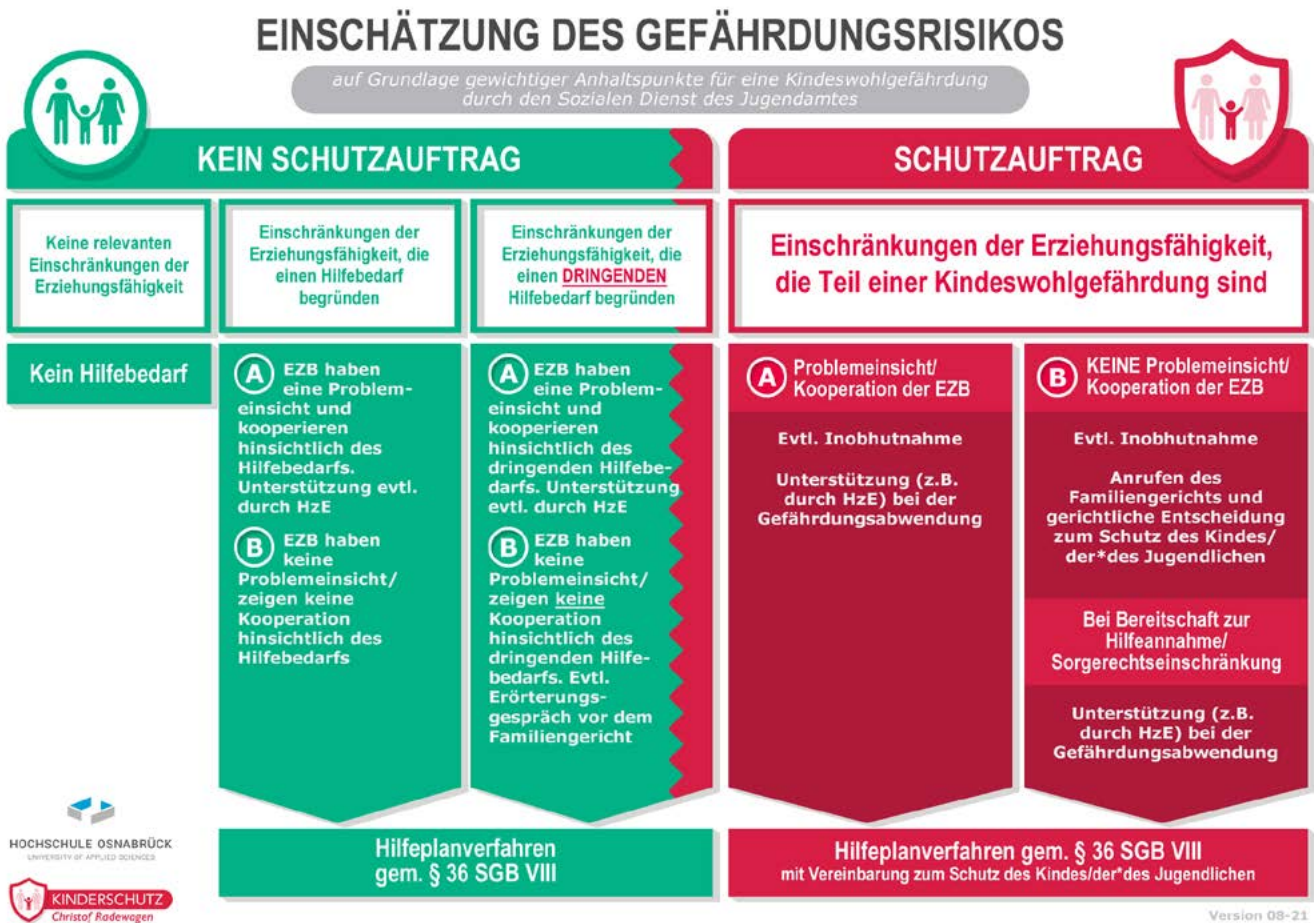 EINSCHÄTZUNG DES GEFÄHRDUNGSRISIKOS
auf Grundlage gewichtiger Anhaltspunkte für eine Kindeswohlgefährdung
durch den Sozialen Dienst des Jugendamtes
KEIN SCHUTZAUFTRAG
SCHUTZAUFTRAG
Keine relevanten
Einschränkungen der
Erziehungsfähigkeit
Einschränkungen der
Erziehungsfähigkeit, die
einen Hilfebedarf
begründen
Einschränkungen der
Erziehungsfähigkeit, die
einen DRINGENDEN
Hilfebedarf begründen
Einschränkungen der Erziehungsfähigkeit,
die Teil einer Kindeswohlgefährdung sind
Kein Hilfebedarf
A EZB haben
eine Problem-
einsicht und
kooperieren
hinsichtlich des
Hilfebedarfs.
Unterstützung evtl.
durch HzE
B EZB haben
keine
Problemeinsicht/
zeigen keine
Kooperation
hinsichtlich des
Hilfebedarfs
A EZB haben
eine Problem-
einsicht und
kooperieren
hinsichtlich des
dringenden Hilfebe-
darfs. Unterstützung
evtl. durch HzE
B EZB haben
keine
Problemeinsicht/
zeigen keine
Kooperation
hinsichtlich des
dringenden Hilfe-
bedarfs. Evtl.
Erörterungs-
gespräch vor dem
Familiengericht
A Problemeinsicht/
Kooperation der EZB
Evtl. Inobhutnahme
Unterstützung (z.B.
durch HzE) bei der
Gefährdungsabwendung
B KEINE Problemeinsicht/
Kooperation der EZB
Evtl. Inobhutnahme
Anrufen des
Familiengerichts und
gerichtliche Entscheidung
zum Schutz des Kindes/
der*des Jugendlichen
Bei Bereitschaft zur
Hilfeannahme/
Sorgerechtseinschränkung
Unterstützung (z.B.
durch HzE) bei der
Gefährdungsabwendung
Hilfeplanverfahren
gem. § 36 SGB VIII
Hilfeplanverfahren gem. § 36 SGB VIII
mit Vereinbarung zum Schutz des Kindes/der*des Jugendlichen
HOCHSCHULE OSNABRÜCK
UNIVERSITY OF APPLIED SCIENCES
KINDERSCHUTZ
Christof Radewagen
Version 08-21